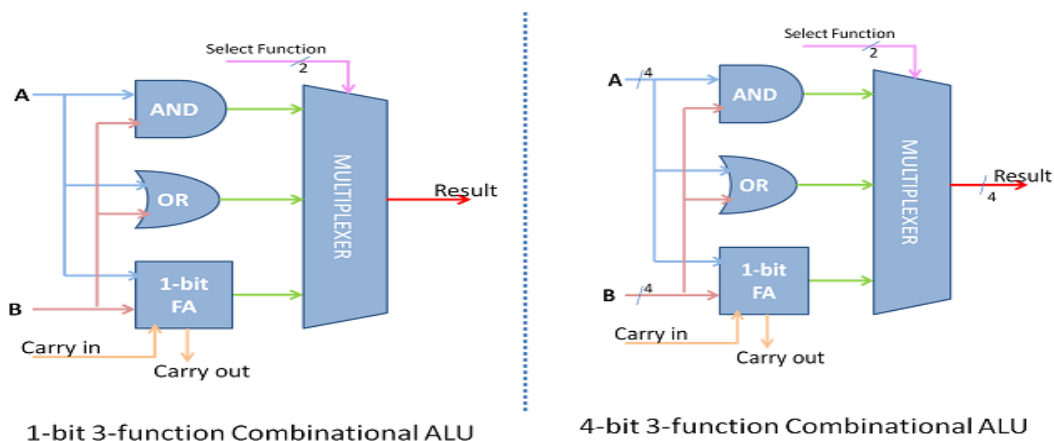 Select Function
2
A
AND
OR
MULTIPLEXER
Result
1-bit
FA
B
Carry in
Carry out
1-bit 3-function Combinational ALU
Select Function
2
A
4
AND
OR
MULTIPLEXER
Result
4
1-bit
FA
B
4
Carry in
Carry out
4-bit 3-function Combinational ALU